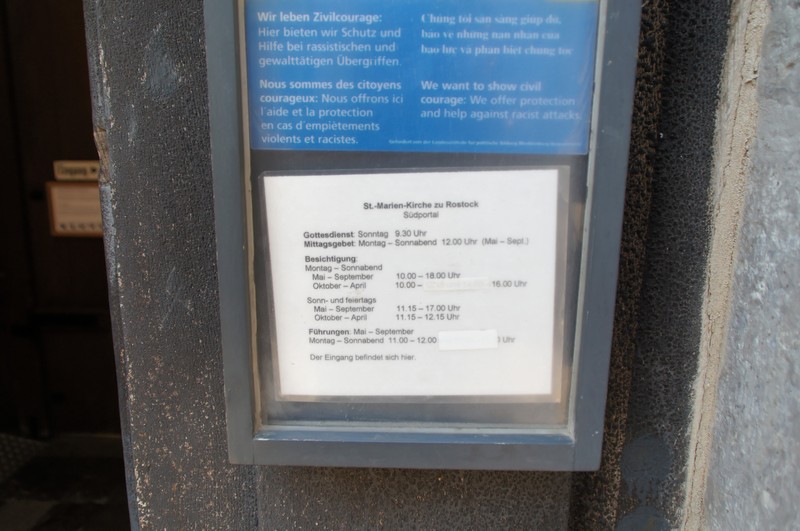 Wir leben Zivilcourage:
Hier bieten wir Schutz und
Hilfe bei rassistischen und
gewalttätigen Übergriffen.
Nous sommes des citoyens
courageux: Nous offrons ici
l'aide et la protection
en cas d'empiètements
violents et racistes.
Chúng tôi sẵn sàng giúp đỡ,
bảo vệ những nạn nhân của
bạo lực và phân biệt chủng tộc
We want to show civil
courage: We offer protection
and help against racist attacks.
Eingang
St.-Marien-Kirche zu Rostock
Südportal
Gottesdienst: Sonntag 9.30 Uhr
Mittagsgebet: Montag – Sonnabend 12.00 Uhr (Mai – Sept.)
Besichtigung:
Montag – Sonnabend
Mai – September 10.00 – 18.00 Uhr
Oktober – April 10.00 – 16.00 Uhr
Sonn- und feiertags
Mai – September 11.15 – 17.00 Uhr
Oktober – April 11.15 – 12.15 Uhr
Führungen: Mai – September
Montag – Sonnabend 11.00 – 12.00 Uhr
Der Eingang befindet sich hier.